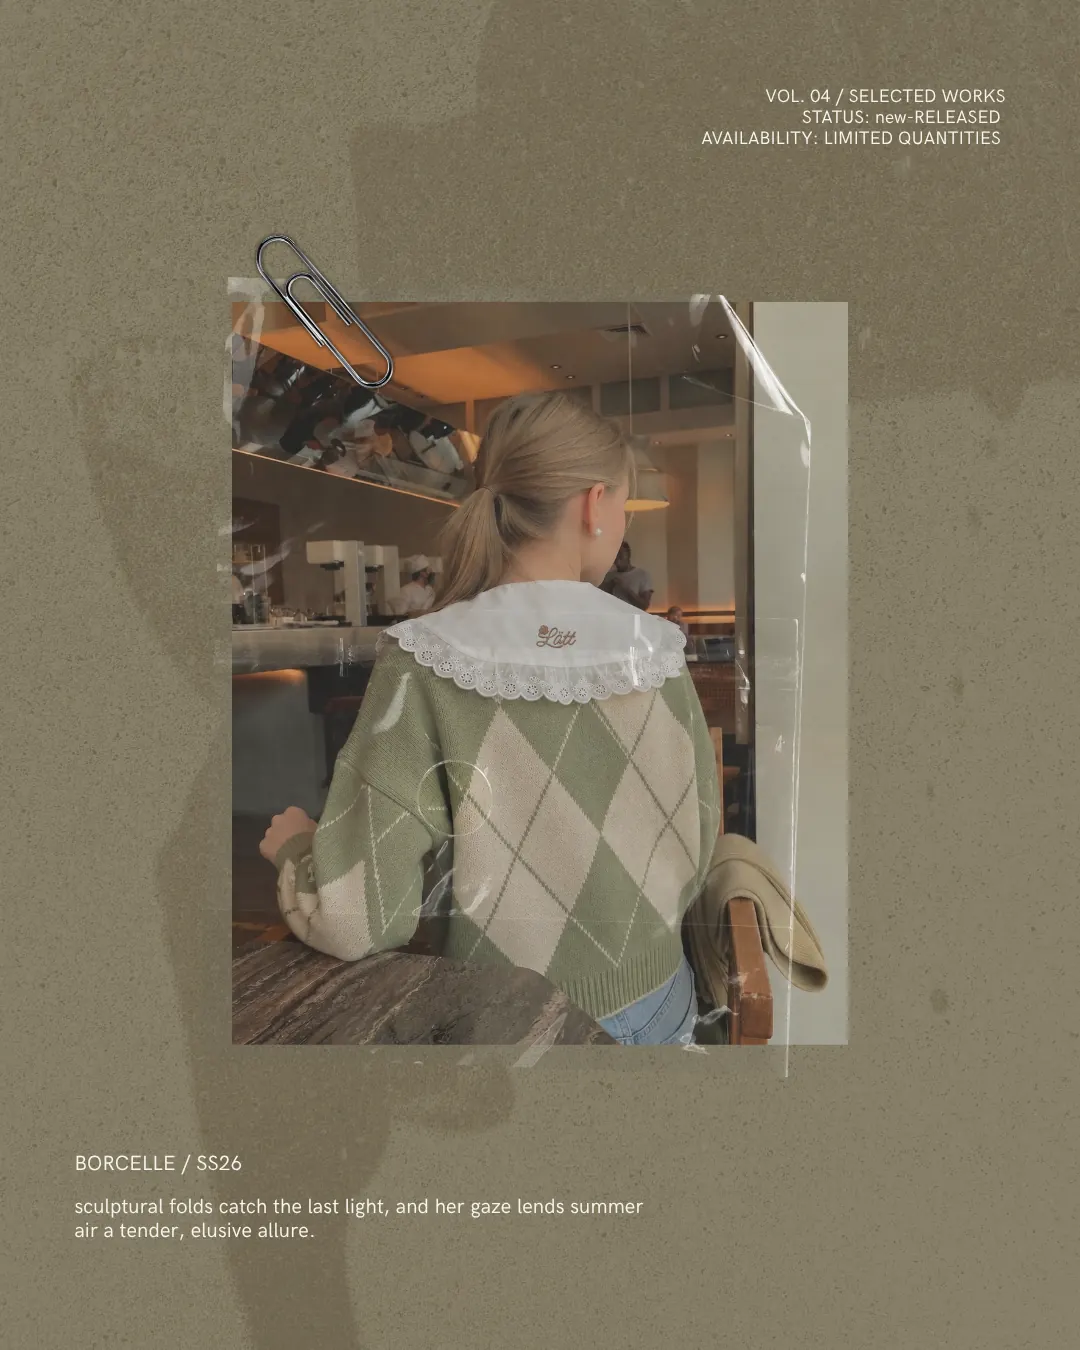 VOL. 04 / SELECTED WORKS
STATUS: new-RELEASED
AVAILABILITY: LIMITED QUANTITIES
Lätt
BORCELLE / SS26
sculptural folds catch the last light, and her gaze lends summer
air a tender, elusive allure.